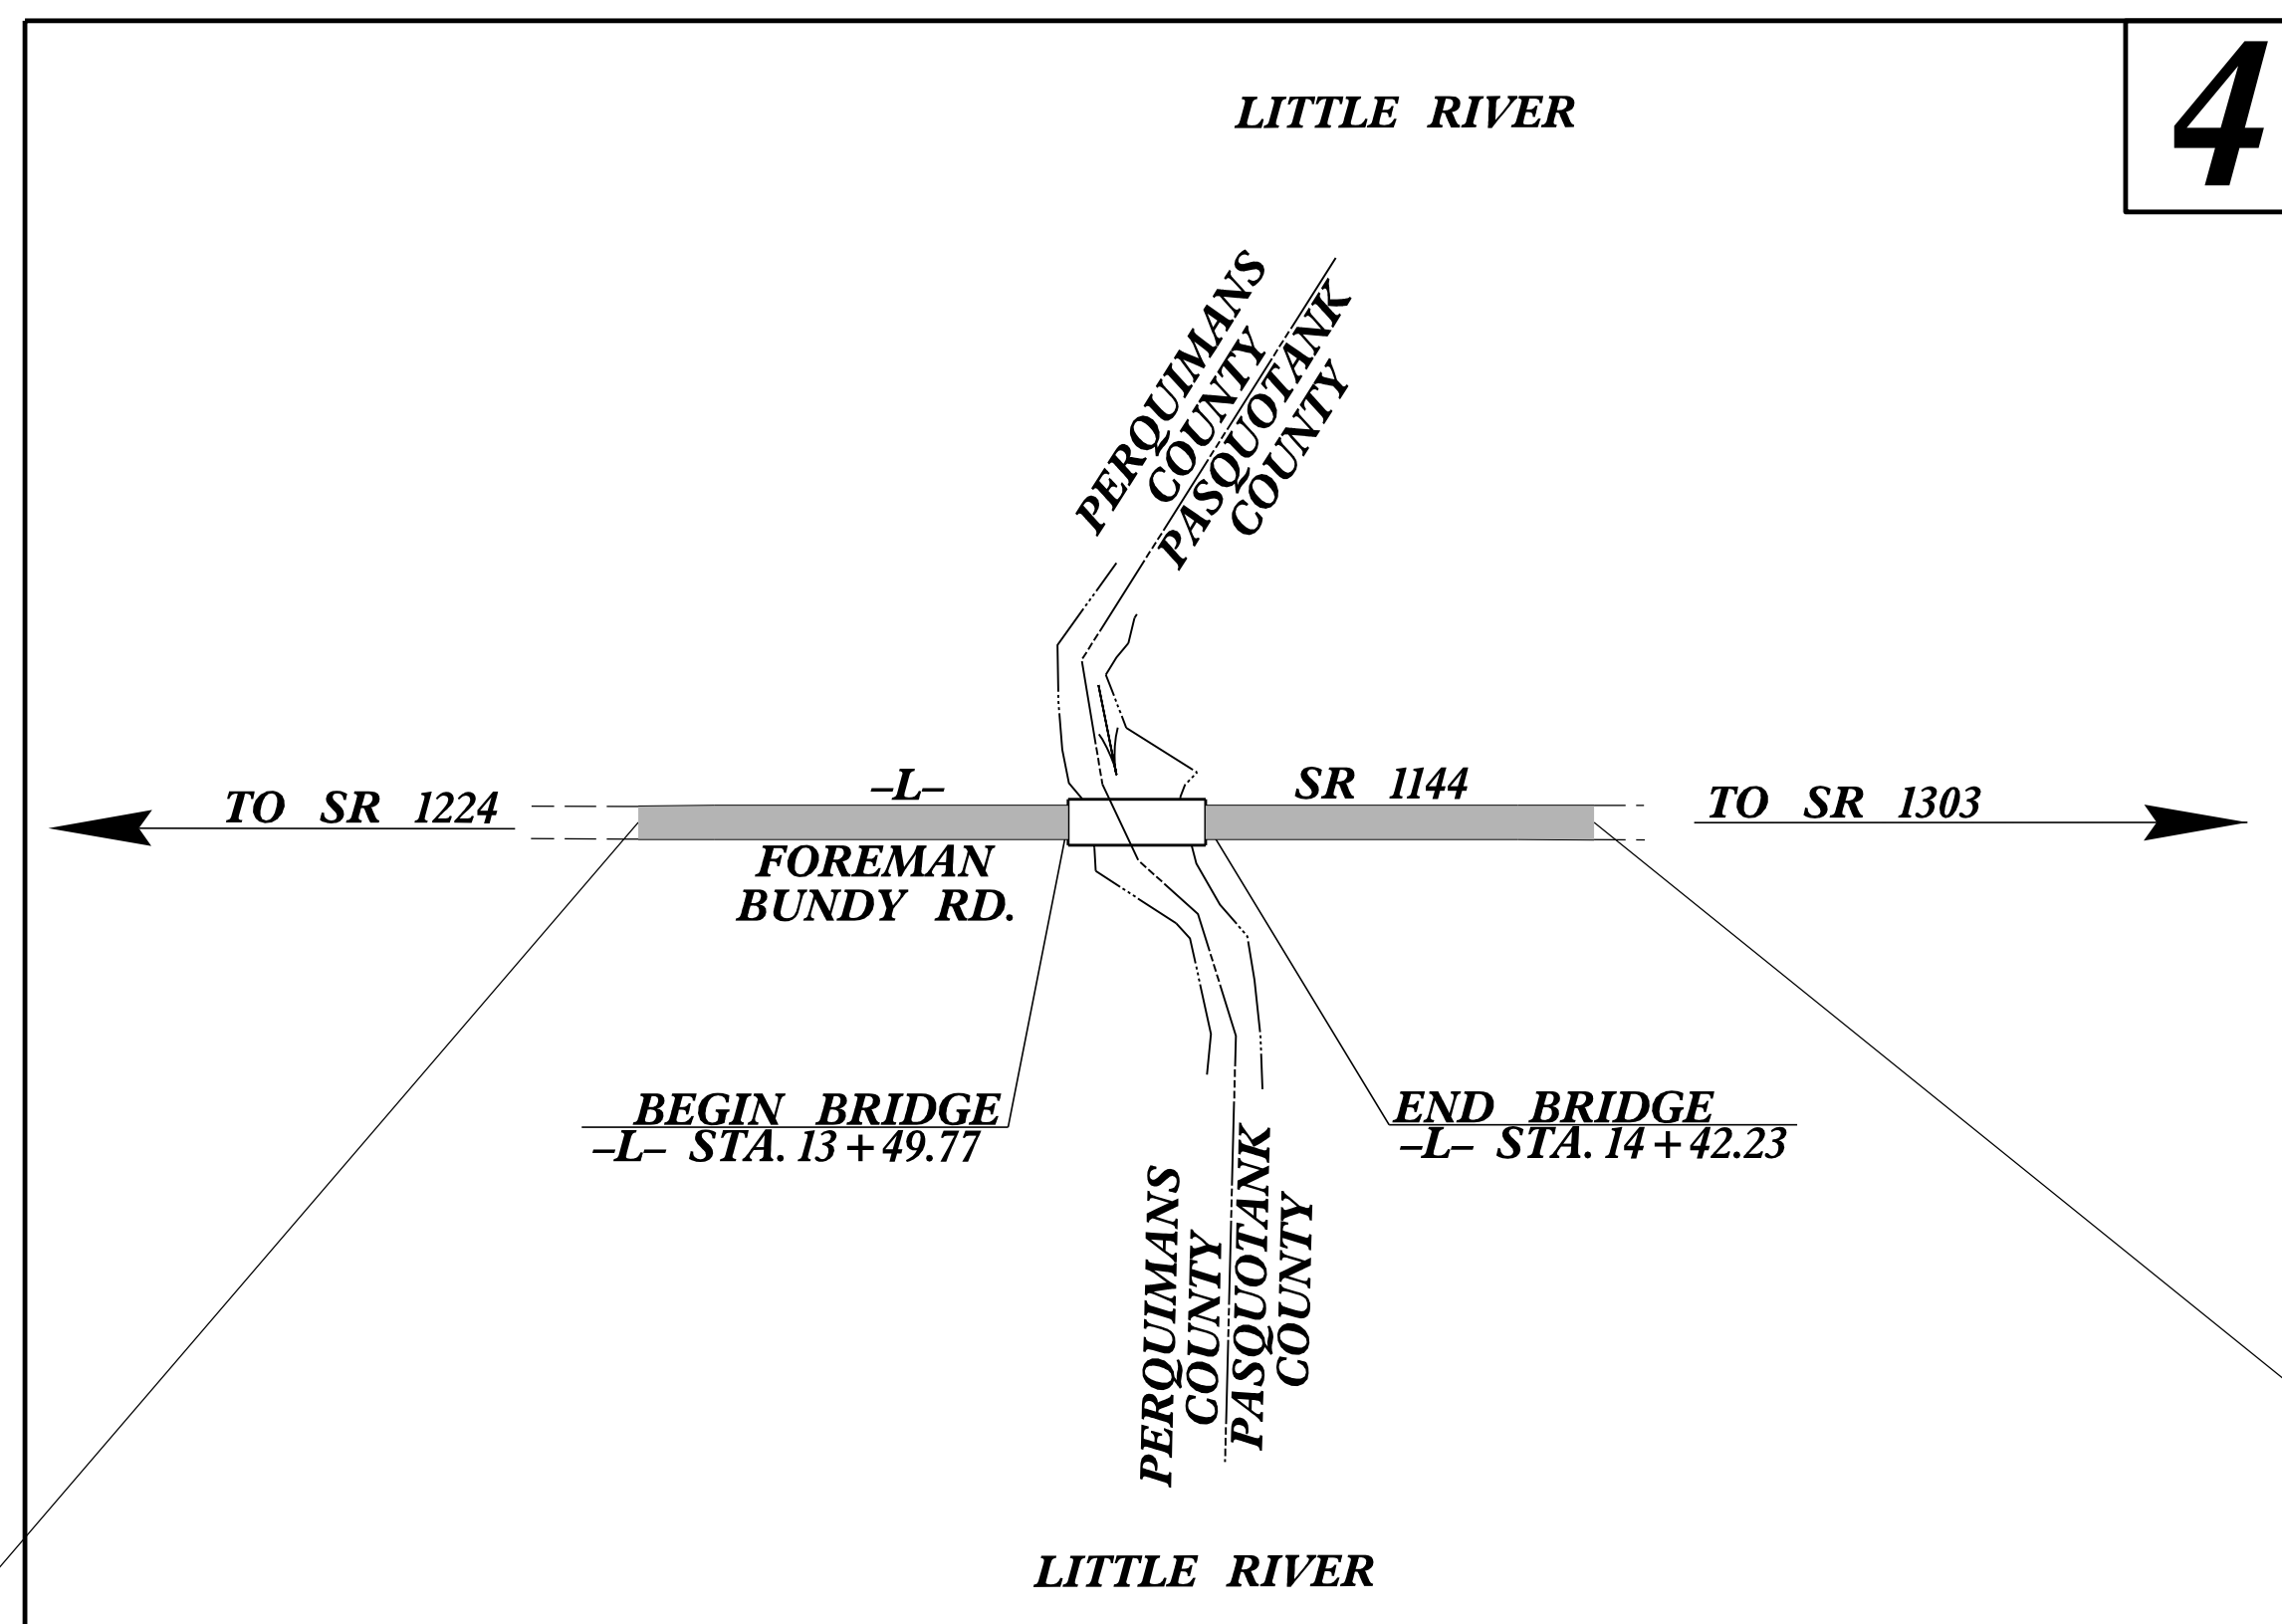 4
LITTLE RIVER
PERQUIMANS
COUNTY
PASQUOTANK
COUNTY
–L–
SR 1144
TO SR 1224
TO SR 1303
FOREMAN
BUNDY RD.
BEGIN BRIDGE
–L– STA. 13+49.77
END BRIDGE
–L– STA. 14+42.23
PERQUIMANS
COUNTY
PASQUOTANK
COUNTY
LITTLE RIVER